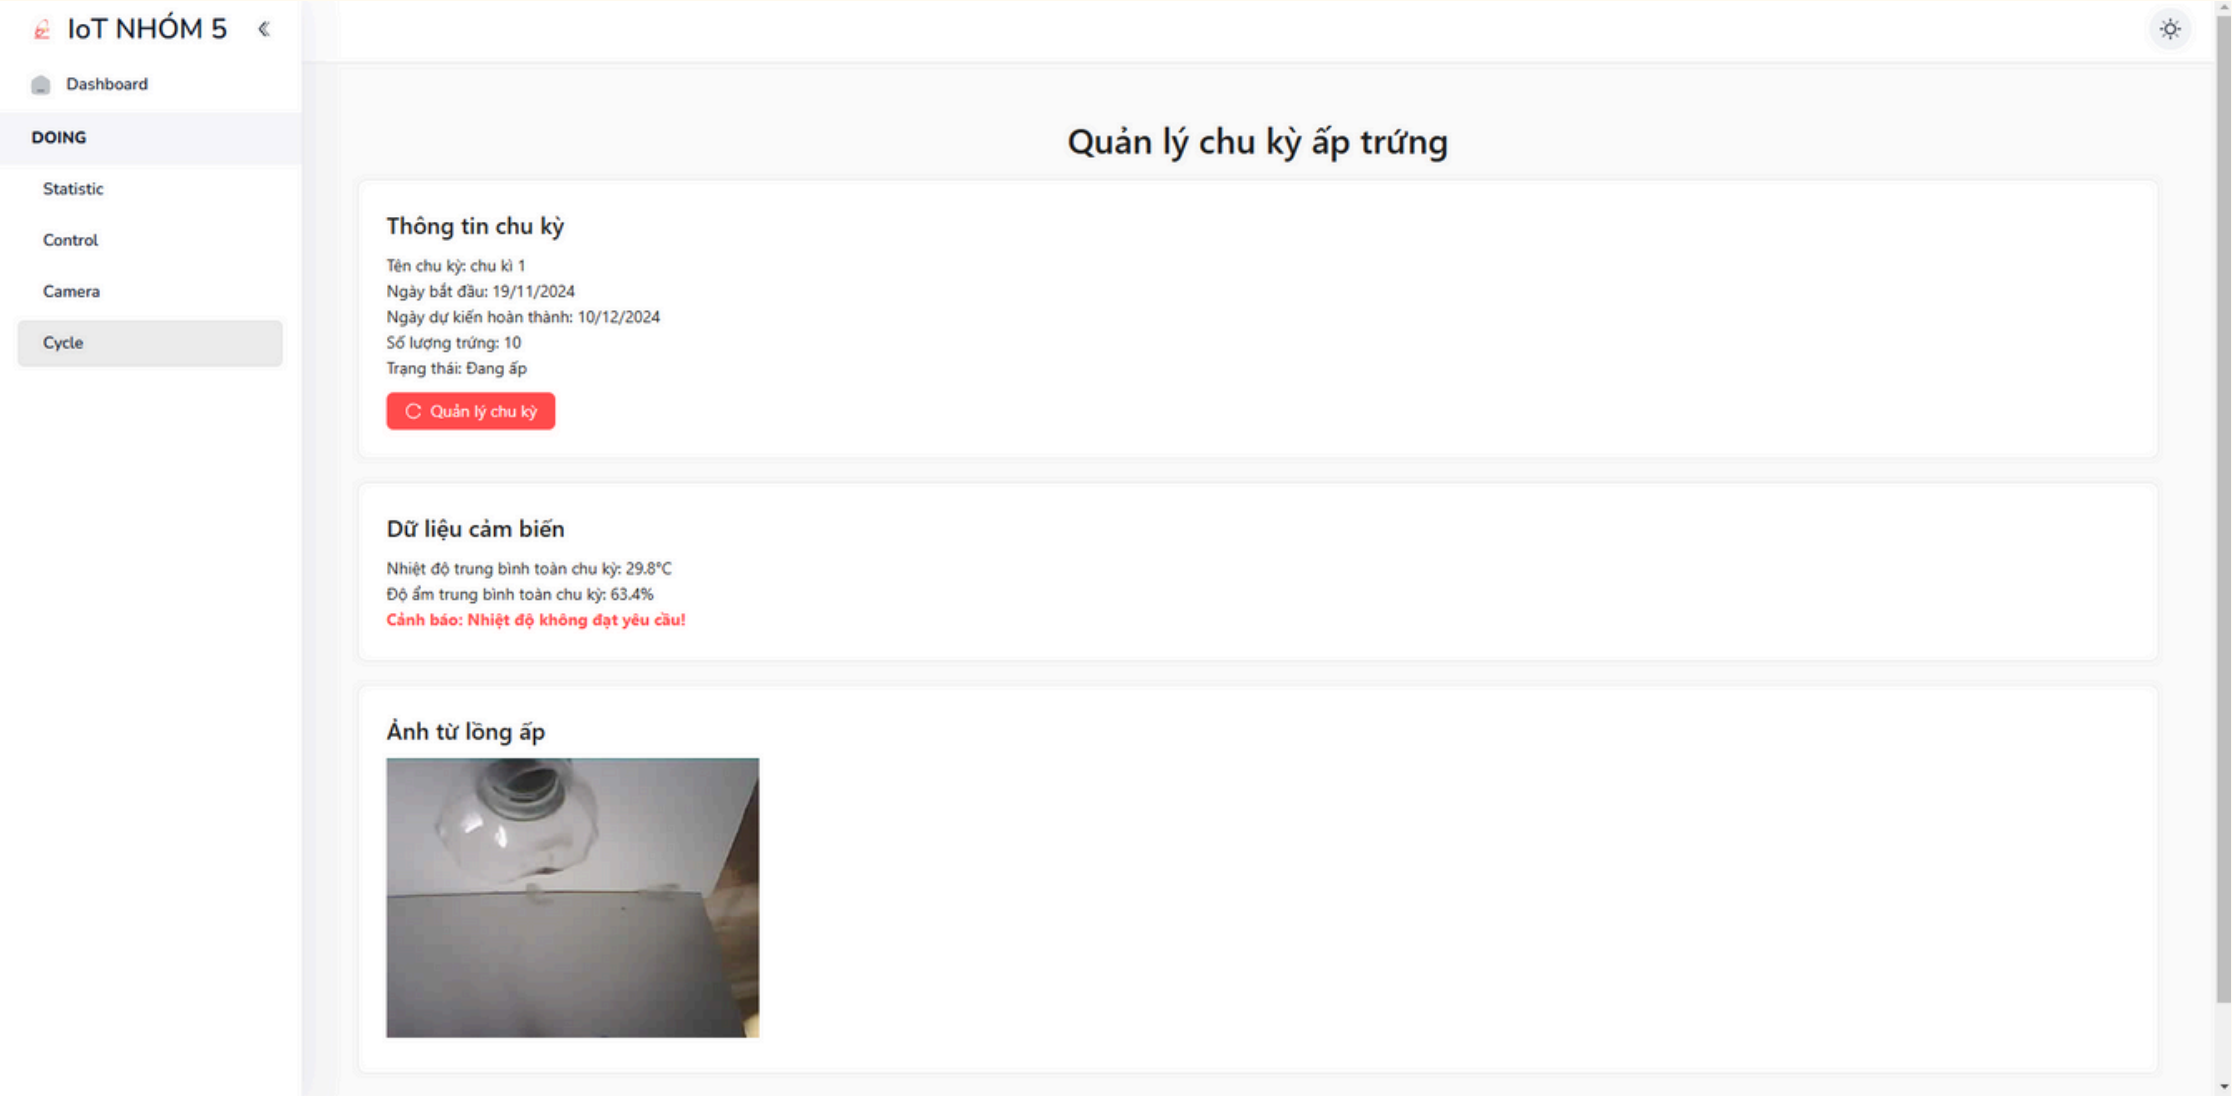 IoT NHÓM 5
Dashboard
DOING
Statistic
Control
Camera
Cycle
Quản lý chu kỳ ấp trứng
Thông tin chu kỳ
Tên chu kỳ: chu kì 1
Ngày bắt đầu: 19/11/2024
Ngày dự kiến hoàn thành: 10/12/2024
Số lượng trứng: 10
Trạng thái: Đang ấp
Quản lý chu kỳ
Dữ liệu cảm biến
Nhiệt độ trung bình toàn chu kỳ: 29.8°C
Độ ẩm trung bình toàn chu kỳ: 63.4%
Cảnh báo: Nhiệt độ không đạt yêu cầu!
Ảnh từ lồng ấp